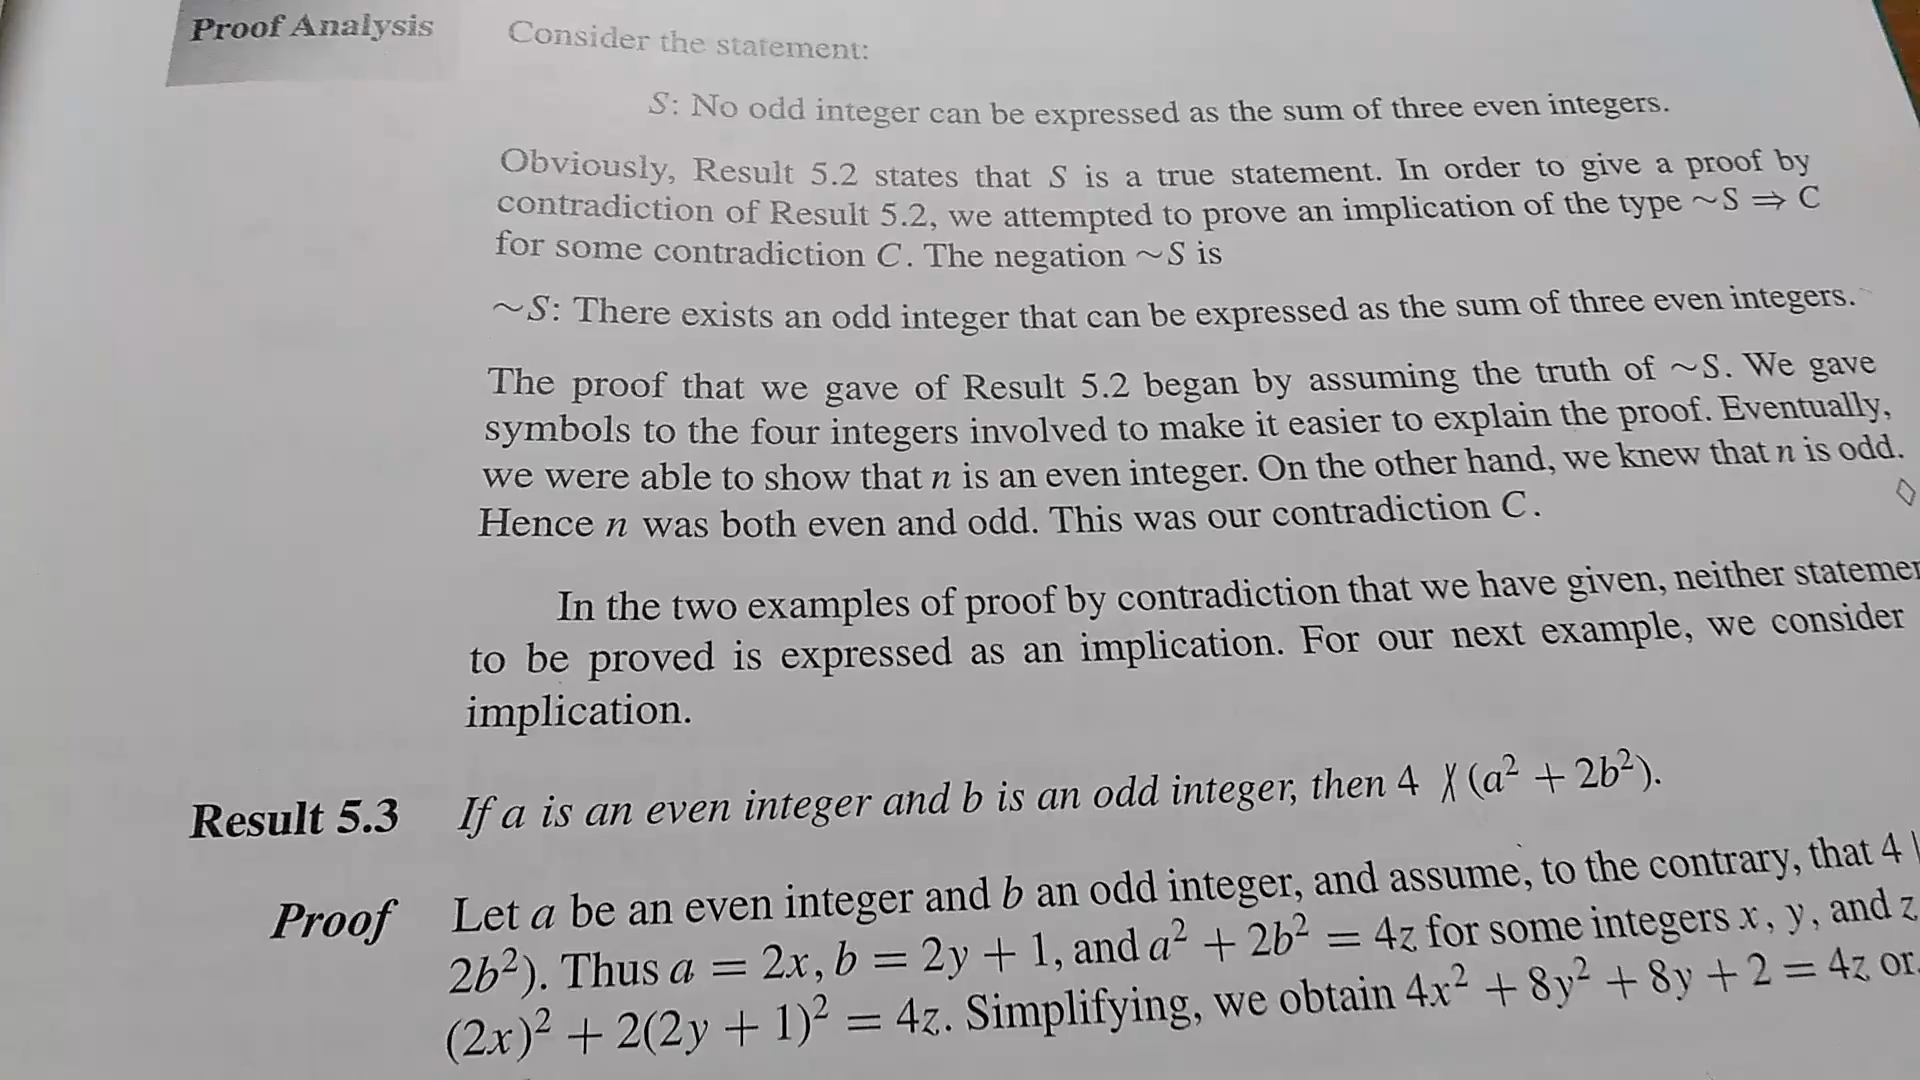 Proof Analysis Consider the statement:
S: No odd integer can be expressed as the sum of three even integers.
Obviously, Result 5.2 states that S is a true statement. In order to give a proof by
contradiction of Result 5.2, we attempted to prove an implication of the type ∼S ⇒ C
for some contradiction C. The negation ∼S is
∼S: There exists an odd integer that can be expressed as the sum of three even integers.
The proof that we gave of Result 5.2 began by assuming the truth of ∼S. We gave
symbols to the four integers involved to make it easier to explain the proof. Eventually,
we were able to show that n is an even integer. On the other hand, we knew that n is odd.
Hence n was both even and odd. This was our contradiction C. ◊
In the two examples of proof by contradiction that we have given, neither
to be proved is expressed as an implication. For our next example, we consider
implication.
Result 5.3 If a is an even integer and b is an odd integer, then 4 ∤ (a² + 2b²).
Proof Let a be an even integer and b an odd integer, and assume, to the contrary, that 4 |
2b²). Thus a = 2x, b = 2y + 1, and a² + 2b² = 4z for some integers x, y, and z
(2x)² + 2(2y + 1)² = 4z. Simplifying, we obtain 4x² + 8y² + 8y + 2 = 4z or